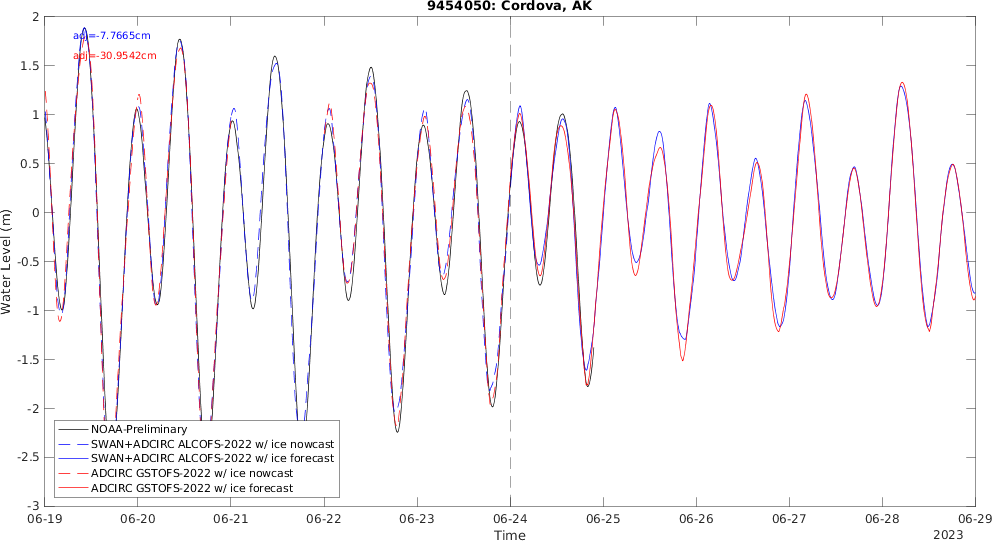 9454050: Cordova, AK
adj=-7.7665cm
adj=-30.9542cm
Water Level (m)
2
1.5
1
0.5
0
-0.5
-1
-1.5
-2
-2.5
-3
NOAA-Preliminary
SWAN+ADCIRC ALCOFS-2022 w/ ice nowcast
SWAN+ADCIRC ALCOFS-2022 w/ ice forecast
ADCIRC GSTOFS-2022 w/ ice nowcast
ADCIRC GSTOFS-2022 w/ ice forecast
06-19 06-20 06-21 06-22 06-23 06-24 06-25 06-26 06-27 06-28 06-29
Time
2023